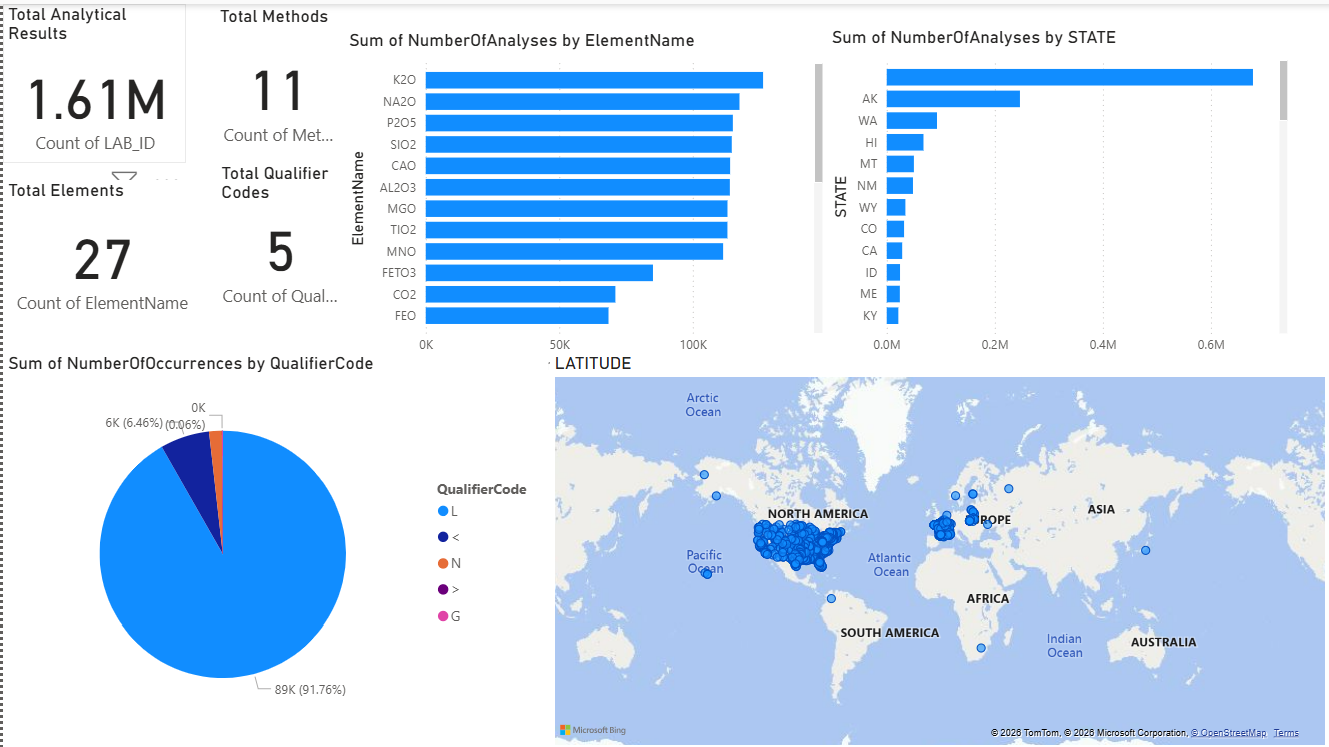 Total Analytical
Results
1.61M
Count of LAB_ID
Total Methods
11
Count of Met...
Total Elements
27
Count of ElementName
Total Qualifier
Codes
5
Count of Qual...
Sum of NumberOfAnalyses by ElementName
ElementName
K2O
NA2O
P2O5
SIO2
CAO
AL2O3
MGO
TIO2
MNO
FETO3
CO2
FEO
0K
50K
100K
Sum of NumberOfAnalyses by STATE
STATE
AK
WA
HI
MT
NM
WY
CO
CA
ID
ME
KY
0.0M
0.2M
0.4M
0.6M
Sum of NumberOfOccurrences by QualifierCode
0K
(0.06%)
6K (6.46%)
89K (91.76%)
QualifierCode
L
<
N
>
G
LATITUDE
Arctic
Ocean
NORTH AMERICA
ROPE
ASIA
Pacific
Ocean
Atlantic
Ocean
AFRICA
SOUTH AMERICA
Indian
Ocean
AUSTRALIA
Microsoft Bing
© 2026 TomTom, © 2026 Microsoft Corporation, © OpenStreetMap Terms